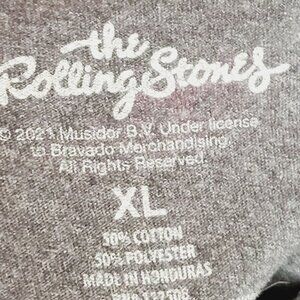 the
Rolling Stones
© 2021 Musidor B.V. Under license
to Bravado Merchandising.
All Rights Reserved.
XL
50% COTTON
50% POLYESTER
MADE IN HONDURAS